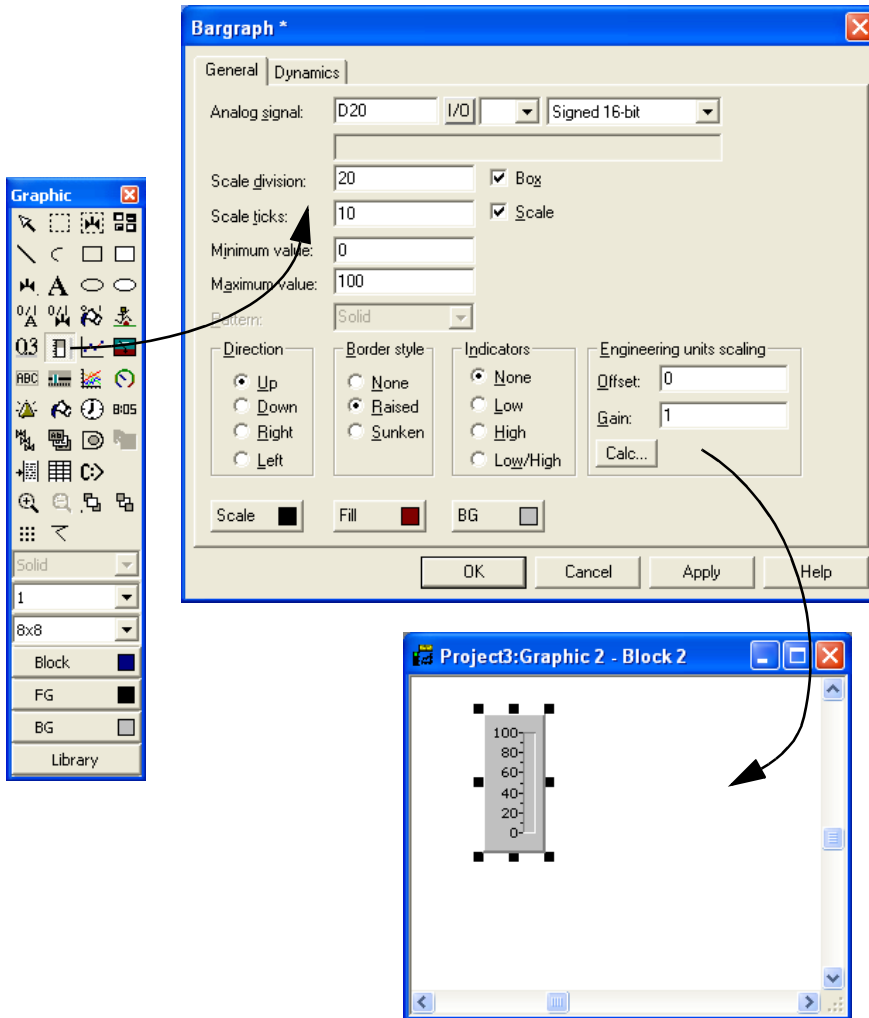 Bargraph *
General Dynamics
Analog signal: D20 I/O Signed 16-bit
Scale division: 20 Box
Scale ticks: 10 Scale
Minimum value: 0
Maximum value: 100
Pattern: Solid
Direction Border style Indicators Engineering units scaling
Up None None Offset: 0
Down Raised Low Gain: 1
Right Sunken High Calc...
Left Low/High
Scale Fill BG
OK Cancel Apply Help
Graphic
A
0/I A 0/I
03
ABC
8:05
C:>
Solid
1
8x8
Block
FG
BG
Library
Project3:Graphic 2 - Block 2
100
80
60
40
20
0